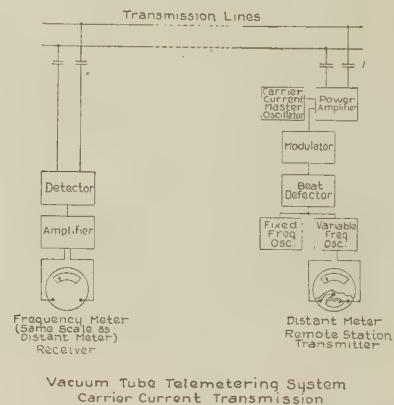 Transmission Lines
Carrier
Current
Master
Oscillator
Power
Amplifier
Modulator
Detector
Beat
Detector
Amplifier
Fixed
Freq
Osc.
Variable
Freq
Osc.
Frequency Meter
(Same Scale as
Distant Meter)
Receiver
Distant Meter
Remote Station
Transmitter
Vacuum Tube Telemetering System
Carrier Current Transmission